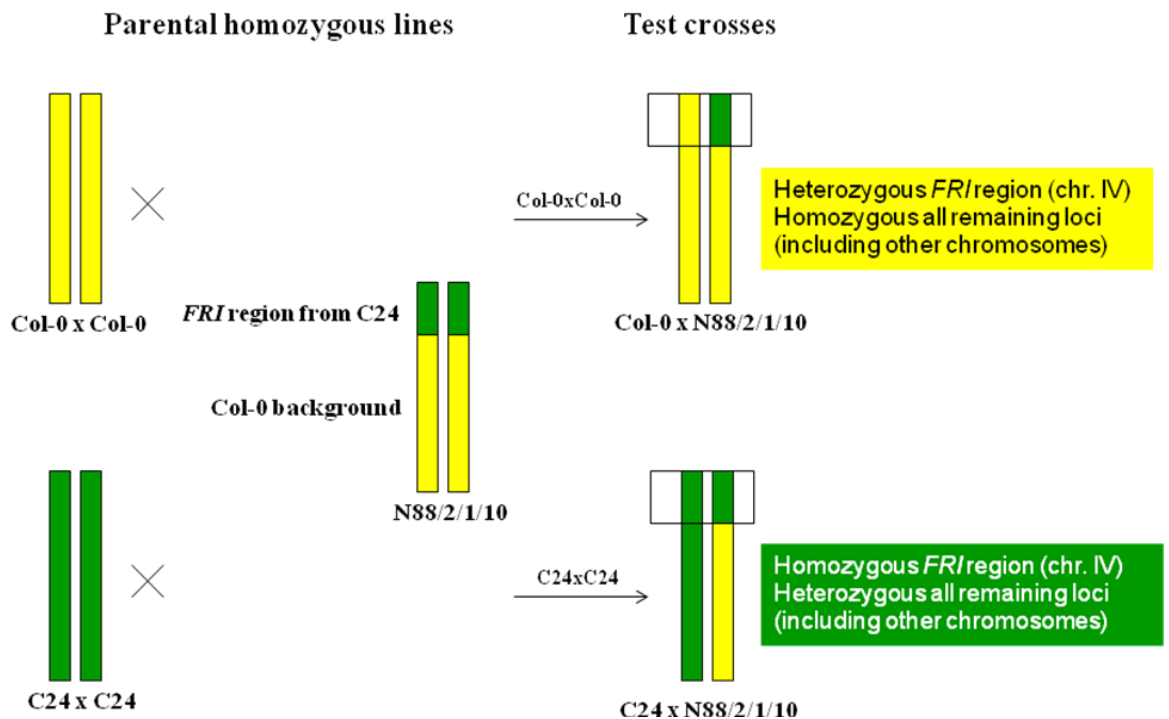 Parental homozygous lines
Test crosses
Col-0 x Col-0
FRI region from C24
Col-0 background
N88/2/1/10
C24 x C24
Col-0xCol-0
Col-0 x N88/2/1/10
Heterozygous FRI region (chr. IV)
Homozygous all remaining loci
(including other chromosomes)
C24xC24
C24 x N88/2/1/10
Homozygous FRI region (chr. IV)
Heterozygous all remaining loci
(including other chromosomes)